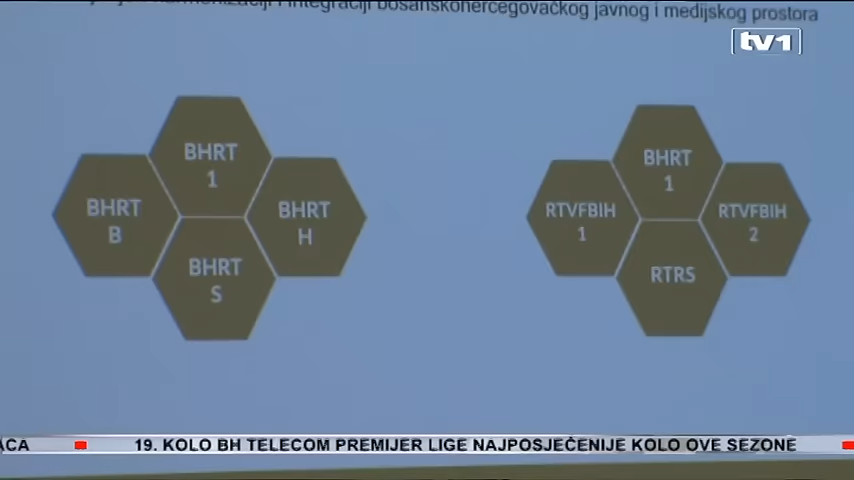 i integraciji bosanskohercegovačkog javnog i medijskog prostora
tv1
BHRT
1
BHRT
B
BHRT
H
BHRT
S
BHRT
1
RTVFBIH
1
RTVFBIH
2
RTRS
ACA
19. KOLO BH TELECOM PREMIJER LIGE NAJPOSJEĆENIJE KOLO OVE SEZONE